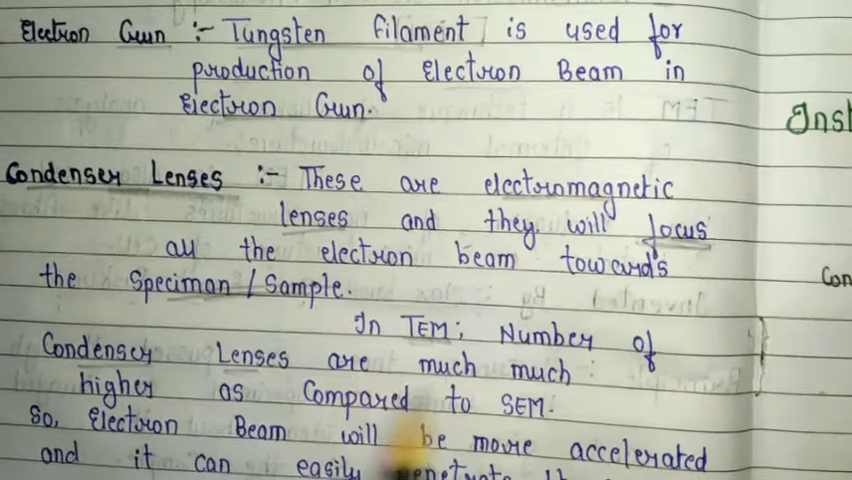 Electron Gun :- Tungsten filament is used for
production of Electron Beam in
Electron Gun.
Inst
Condenser Lenses :- These are electromagnetic
lenses and they will focus
all the electron beam towards
the Speciman / Sample.
Con
In TEM; Number of
Condenser Lenses are much much
higher as Compared to SEM.
So, Electron Beam will be more accelerated
and it can easily penetrate